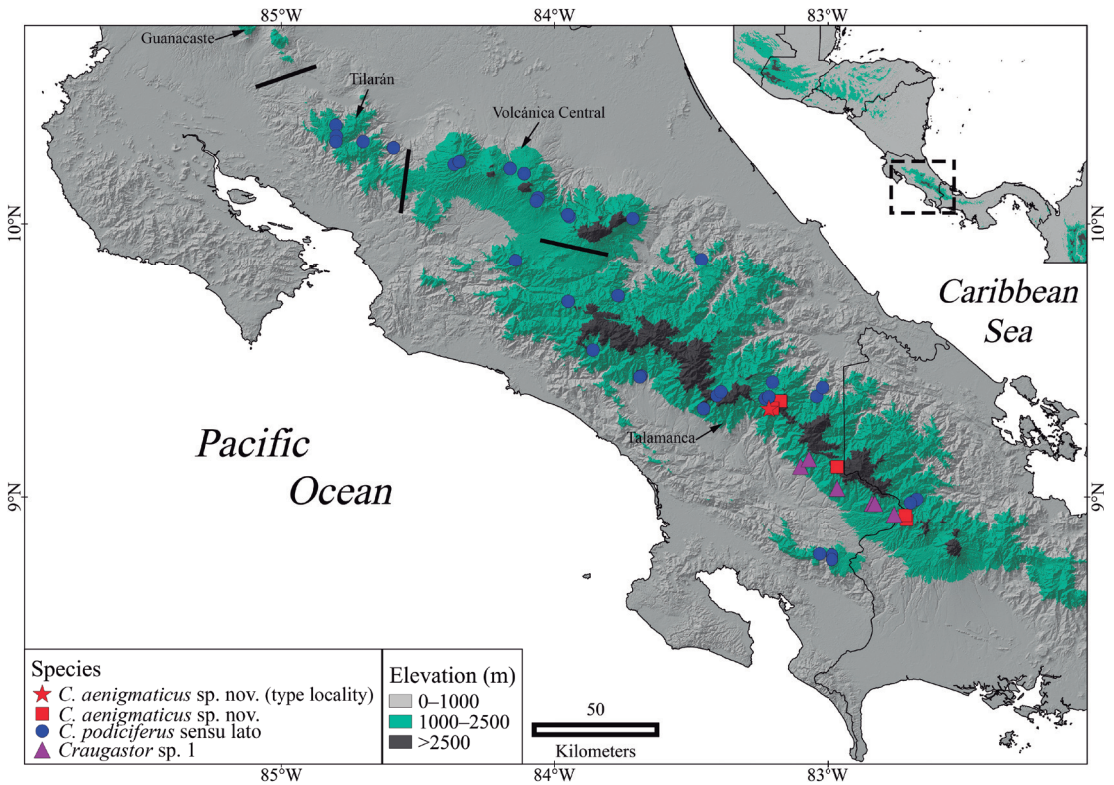 85°W
84°W
83°W
Guanacaste
Tilarán
Volcánica Central
10°N
10°N
Caribbean
Sea
Pacific
Ocean
Talamanca
9°N
9°N
Species
C. aenigmaticus sp. nov. (type locality)
C. aenigmaticus sp. nov.
C. podiciferus sensu lato
Craugastor sp. 1
Elevation (m)
0–1000
1000–2500
>2500
50
Kilometers
85°W
84°W
83°W